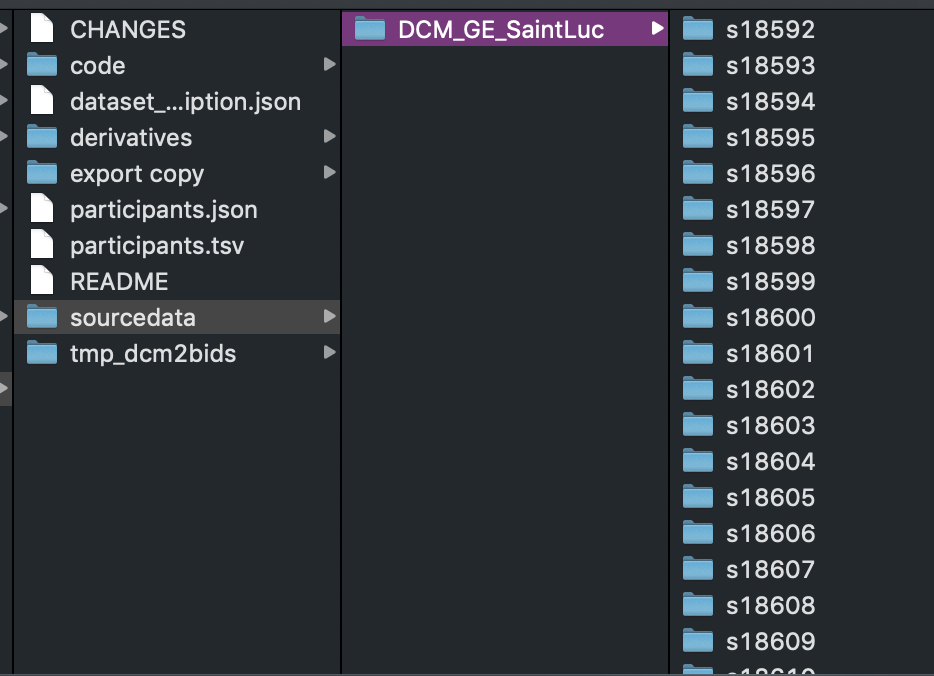 CHANGES
code
dataset_...iption.json
derivatives
export copy
participants.json
participants.tsv
README
sourcedata
tmp_dcm2bids
DCM_GE_SaintLuc
s18592
s18593
s18594
s18595
s18596
s18597
s18598
s18599
s18600
s18601
s18602
s18603
s18604
s18605
s18606
s18607
s18608
s18609